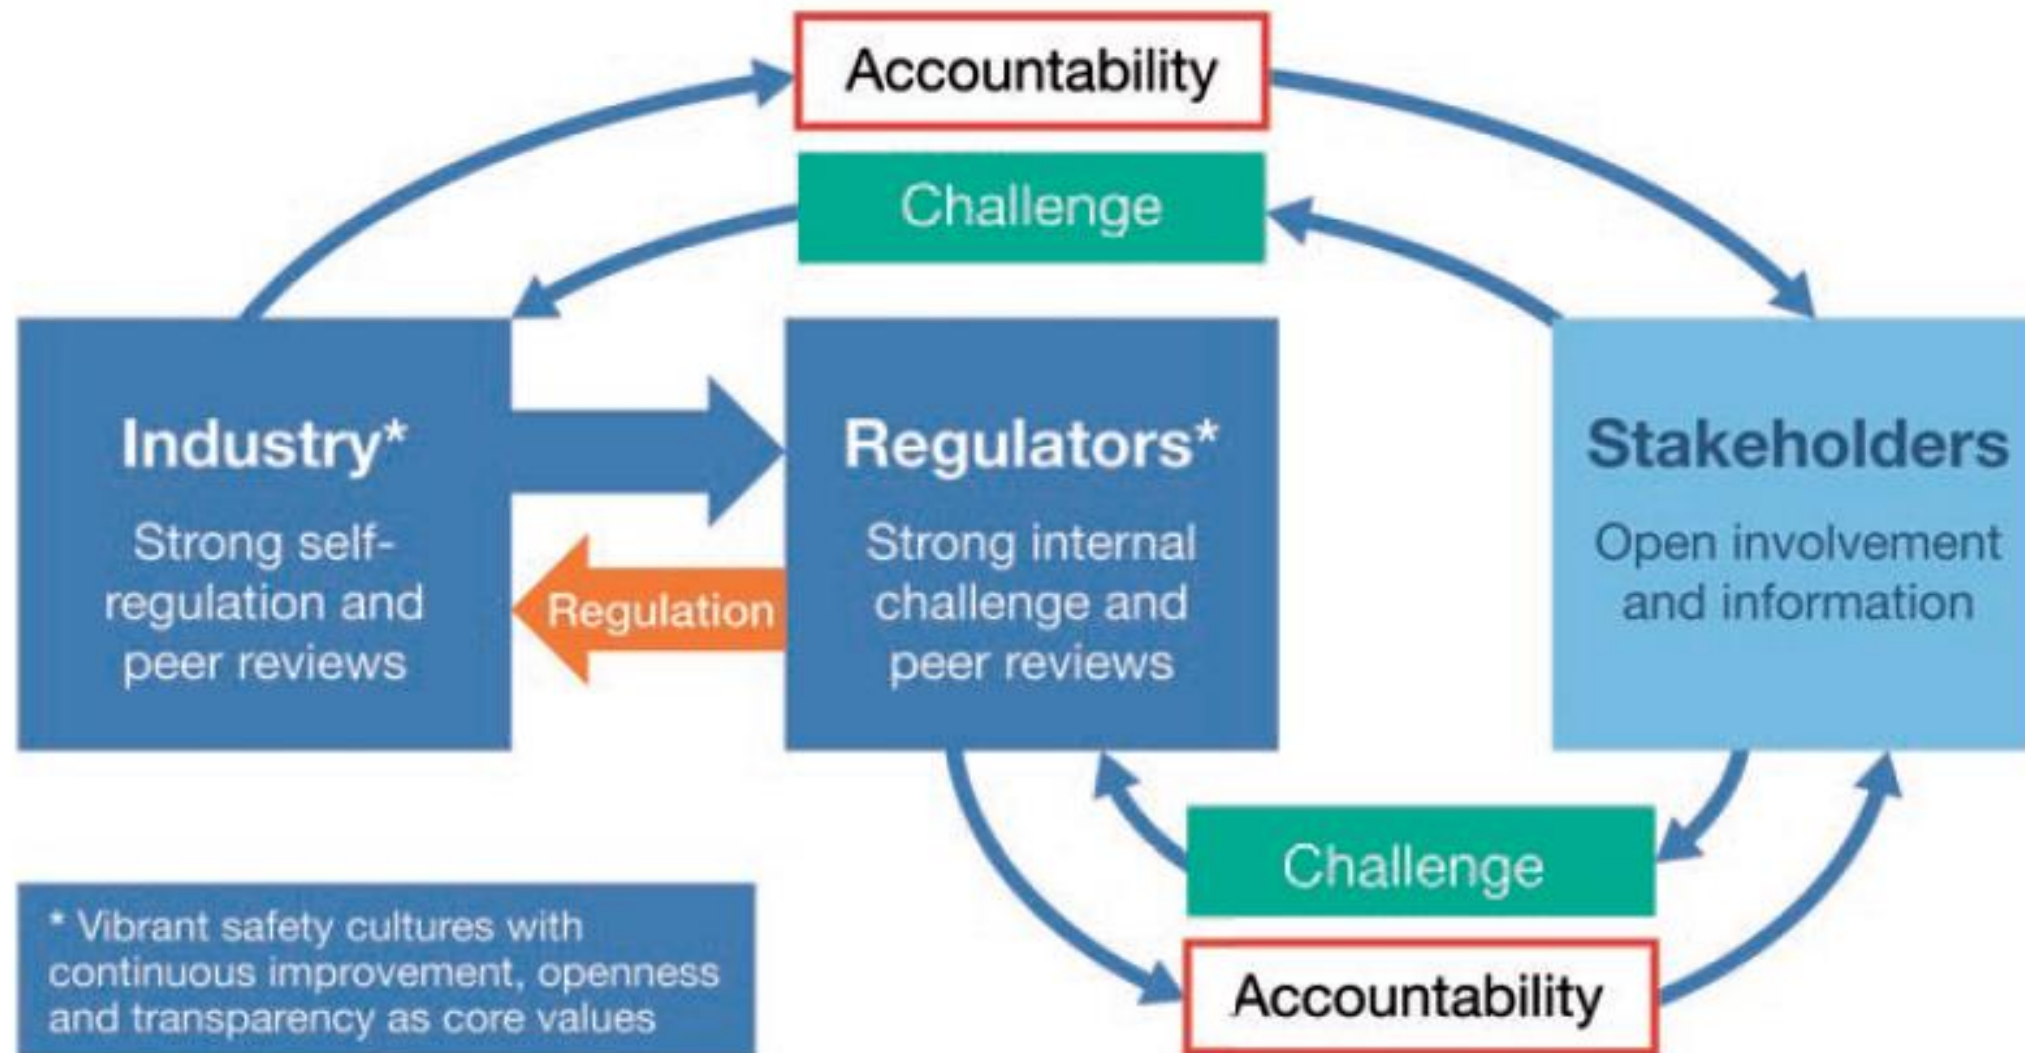 Accountability
Challenge
Industry*
Strong self-
regulation and
peer reviews
Regulation
Regulators*
Strong internal
challenge and
peer reviews
Stakeholders
Open involvement
and information
Challenge
Accountability
* Vibrant safety cultures with
continuous improvement, openness
and transparency as core values